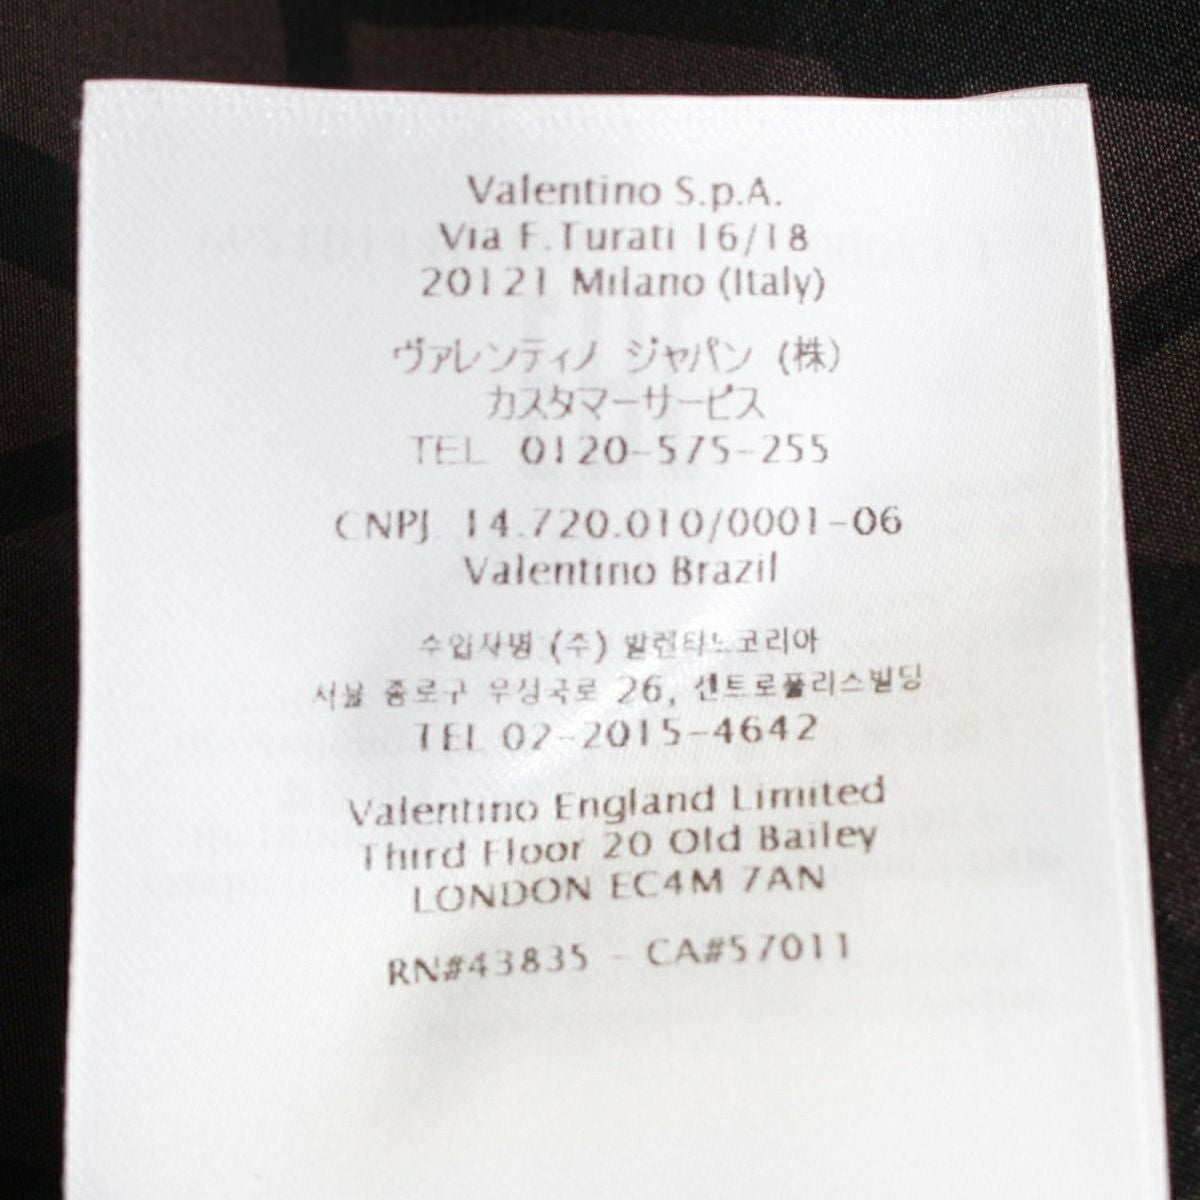 Valentino S.p.A.
Via F.Turati 16/18
20121 Milano (Italy)
ヴァレンティノ ジャパン (株)
カスタマーサービス
TEL 0120-575-255
CNPJ 14.720.010/0001-06
Valentino Brazil
수입자명 (주) 발렌티노코리아
서울 종로구 우정국로 26, 센트로폴리스빌딩
TEL 02-2015-4642
Valentino England Limited
Third Floor 20 Old Bailey
LONDON EC4M 7AN
RN#43835 - CA#57011